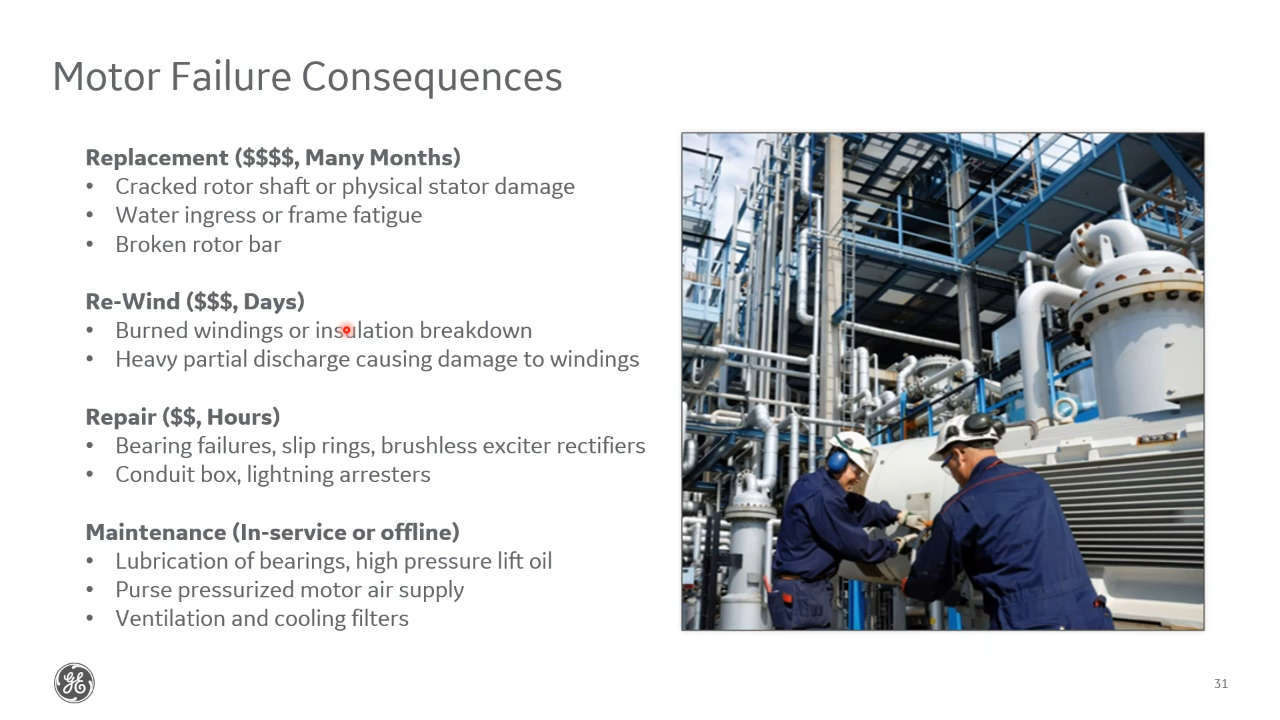 Motor Failure Consequences
Replacement ($$$$, Many Months)
• Cracked rotor shaft or physical stator damage
• Water ingress or frame fatigue
• Broken rotor bar
Re-Wind ($$$, Days)
• Burned windings or insulation breakdown
• Heavy partial discharge causing damage to windings
Repair ($$, Hours)
• Bearing failures, slip rings, brushless exciter rectifiers
• Conduit box, lightning arresters
Maintenance (In-service or offline)
• Lubrication of bearings, high pressure lift oil
• Purse pressurized motor air supply
• Ventilation and cooling filters
GE
31